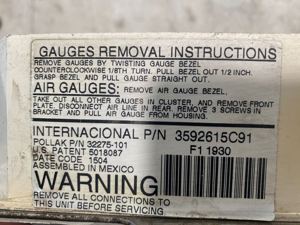 GAUGES REMOVAL INSTRUCTIONS
REMOVE GAUGES BY TWISTING GAUGE BEZEL
COUNTERCLOCKWISE 1/8TH TURN. PULL BEZEL OUT 1/2 INCH.
GRASP BEZEL AND PULL GAUGE STRAIGHT OUT.
AIR GAUGES: REMOVE AIR GAUGE BEZEL,
TAKE OUT ALL OTHER GAUGES IN CLUSTER, AND REMOVE FRONT
PLATE. DISCONNECT AIR LINE IN REAR. REMOVE 3 SCREWS IN
BRACKET AND PULL AIR GAUGE FROM HOUSING.
INTERNACIONAL P/N 3592615C91
POLLAK P/N 32275-101 F11930
U.S. PATENT 5018087
DATE CODE 1504
ASSEMBLED IN MEXICO
WARNING
REMOVE ALL CONNECTIONS TO
THIS UNIT BEFORE SERVICING